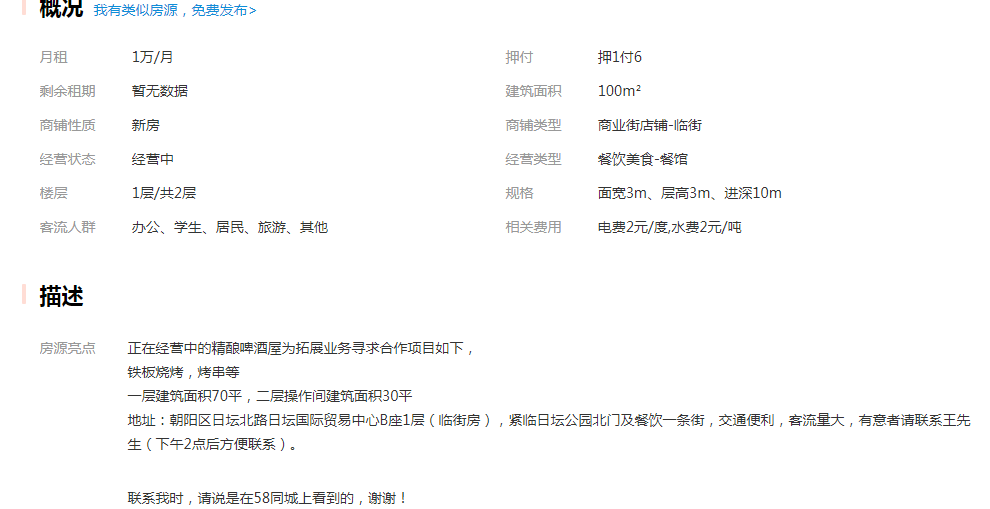 概况 我有类似房源，免费发布>
月租 1万/月 押付 押1付6
剩余租期 暂无数据 建筑面积 100m²
商铺性质 新房 商铺类型 商业街店铺-临街
经营状态 经营中 经营类型 餐饮美食-餐馆
楼层 1层/共2层 规格 面宽3m、层高3m、进深10m
客流人群 办公、学生、居民、旅游、其他 相关费用 电费2元/度,水费2元/吨
描述
房源亮点 正在经营中的精酿啤酒屋为拓展业务寻求合作项目如下，
铁板烧烤，烤串等
一层建筑面积70平，二层操作间建筑面积30平
地址：朝阳区日坛北路日坛国际贸易中心B座1层（临街房），紧临日坛公园北门及餐饮一条街，交通便利，客流量大，有意者请联系王先
生（下午2点后方便联系）。
联系我时，请说是在58同城上看到的，谢谢！